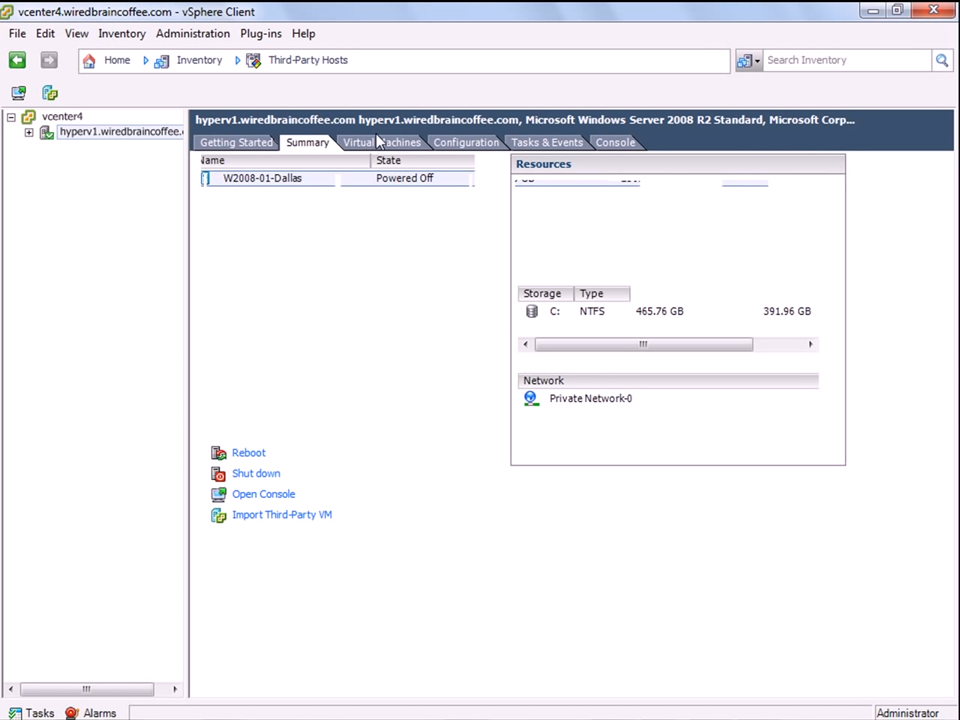 vcenter4.wiredbraincoffee.com - vSphere Client
File Edit View Inventory Administration Plug-ins Help
Home Inventory Third-Party Hosts Search Inventory
vcenter4
hyperv1.wiredbraincoffee.
hyperv1.wiredbraincoffee.com hyperv1.wiredbraincoffee.com, Microsoft Windows Server 2008 R2 Standard, Microsoft Corp...
Getting Started Summary Virtual Machines Configuration Tasks & Events Console
Name State
W2008-01-Dallas Powered Off
Resources
Storage Type
C: NTFS 465.76 GB 391.96 GB
Network
Private Network-0
Reboot
Shut down
Open Console
Import Third-Party VM
Tasks Alarms Administrator